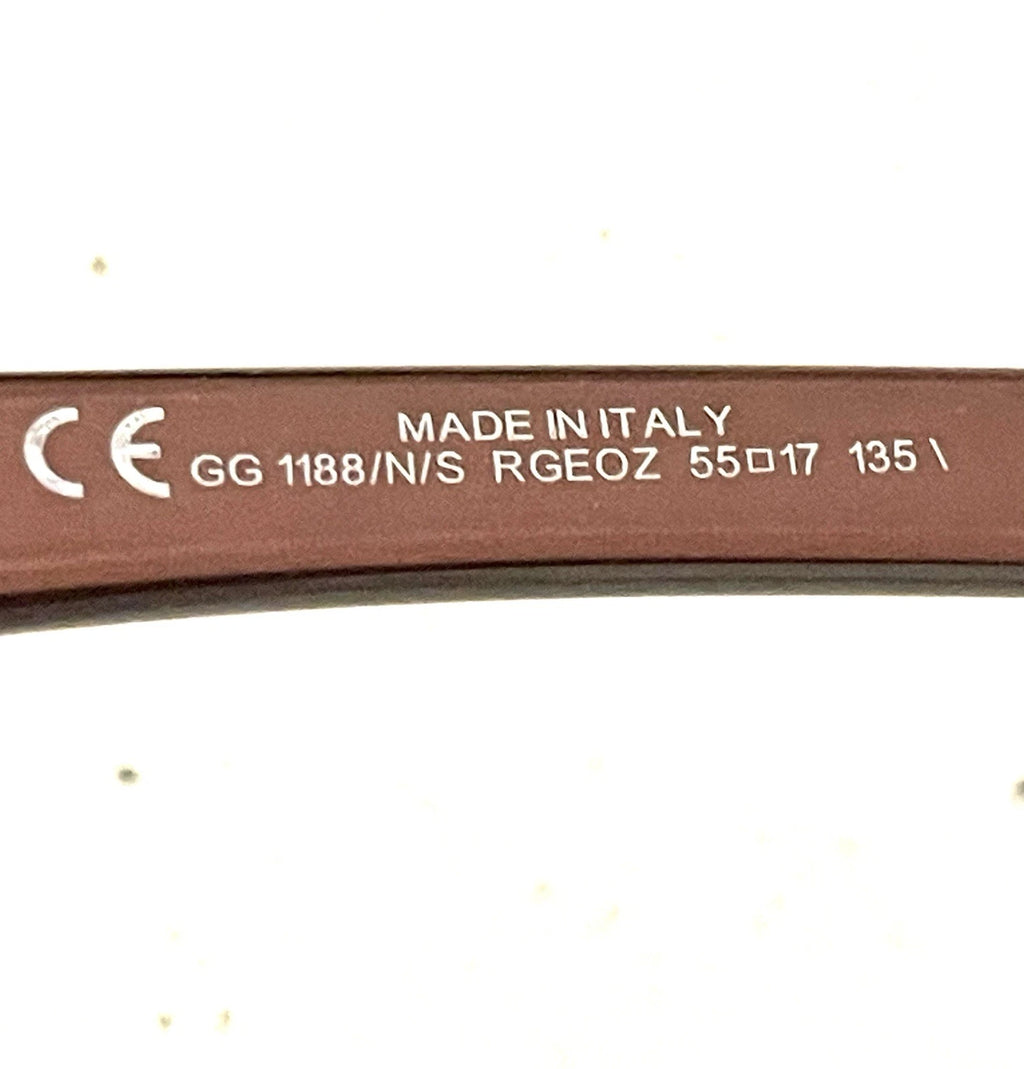 MADE IN ITALY
CE GG 1188/N/S RGEOZ 55□17 135 \